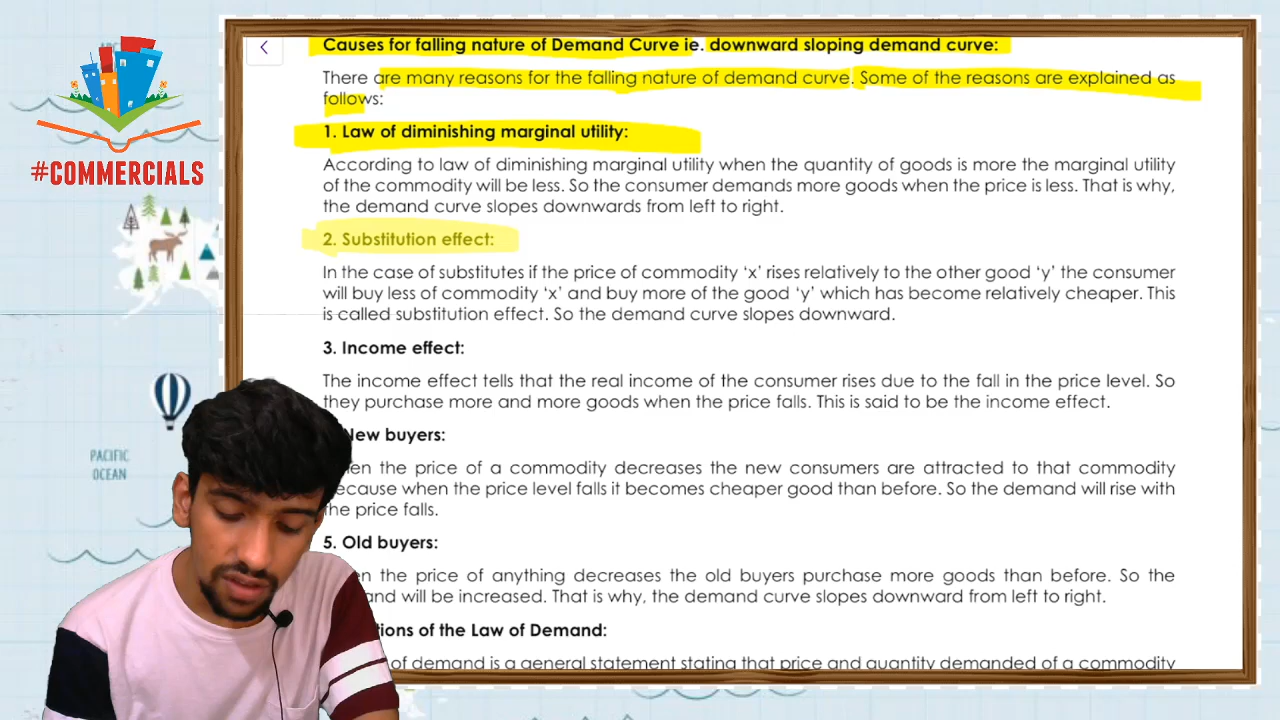 #COMMERCIALS
PACIFIC
OCEAN
Causes for falling nature of Demand Curve ie. downward sloping demand curve:
There are many reasons for the falling nature of demand curve. Some of the reasons are explained as
follows:
1. Law of diminishing marginal utility:
According to law of diminishing marginal utility when the quantity of goods is more the marginal utility
of the commodity will be less. So the consumer demands more goods when the price is less. That is why,
the demand curve slopes downwards from left to right.
2. Substitution effect:
In the case of substitutes if the price of commodity ‘x’ rises relatively to the other good ‘y’ the consumer
will buy less of commodity ‘x’ and buy more of the good ‘y’ which has become relatively cheaper. This
is called substitution effect. So the demand curve slopes downward.
3. Income effect:
The income effect tells that the real income of the consumer rises due to the fall in the price level. So
they purchase more and more goods when the price falls. This is said to be the income effect.
New buyers:
the price of a commodity decreases the new consumers are attracted to that commodity
because when the price level falls it becomes cheaper good than before. So the demand will rise with
the price falls.
5. Old buyers:
the price of anything decreases the old buyers purchase more goods than before. So the
will be increased. That is why, the demand curve slopes downward from left to right.
of the Law of Demand:
of demand is a general statement stating that price and quantity demanded of a commodity